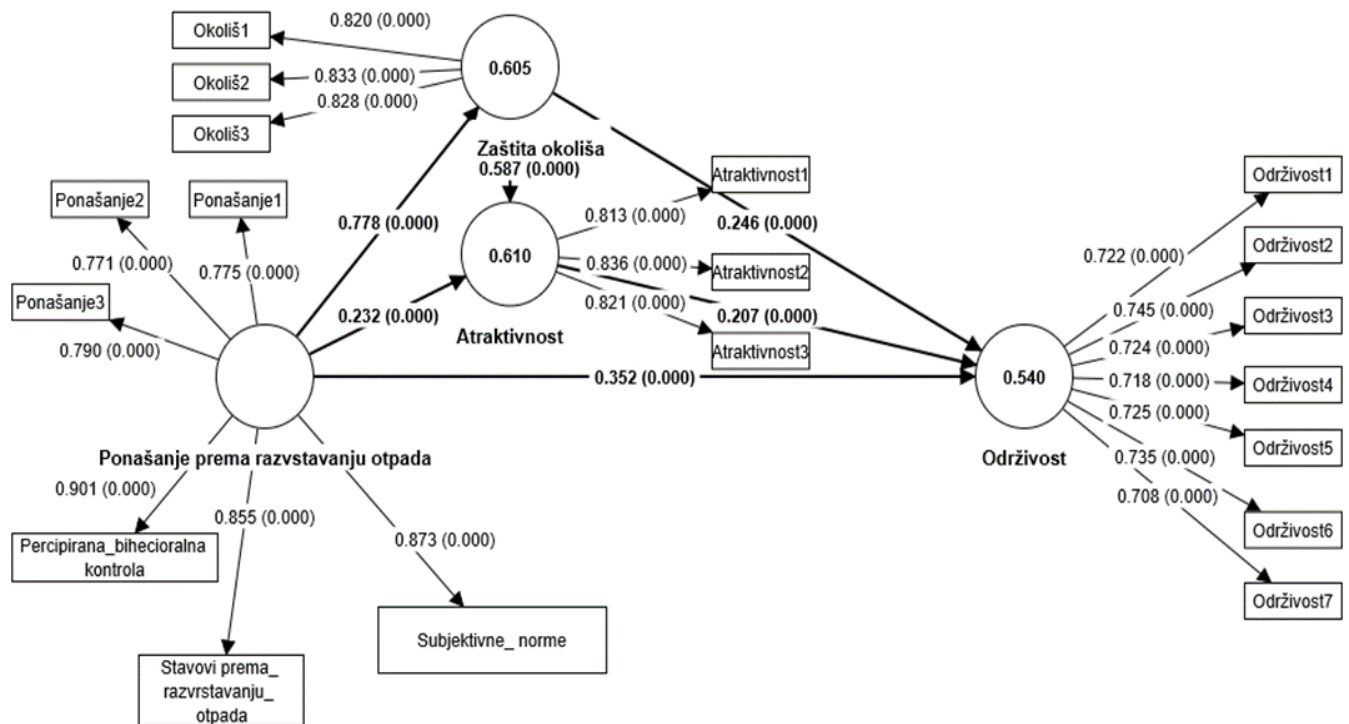 Okoliš1
0.820 (0.000)
Okoliš2
0.833 (0.000)
0.605
0.828 (0.000)
Okoliš3
Zaštita okoliša
0.587 (0.000)
Atraktivnost1
Održivost1
Ponašanje2
Ponašanje1
0.813 (0.000)
0.778 (0.000)
0.246 (0.000)
0.722 (0.000)
Održivost2
0.610
0.836 (0.000)
Atraktivnost2
0.771 (0.000)
0.775 (0.000)
Ponašanje3
0.821 (0.000)
0.745 (0.000)
Održivost3
0.232 (0.000)
0.207 (0.000)
Atraktivnost
0.724 (0.000)
0.790 (0.000)
Atraktivnost3
0.352 (0.000)
0.540
0.718 (0.000)
Održivost4
0.725 (0.000)
Održivost5
Ponašanje prema razvstavanju otpada
Održivost
0.735 (0.000)
0.901 (0.000)
0.708 (0.000)
0.855 (0.000)
Održivost6
0.873 (0.000)
Percipirana_bihecioralna
kontrola
Održivost7
Subjektivne_ norme
Stavovi prema_
razvrstavanju_
otpada